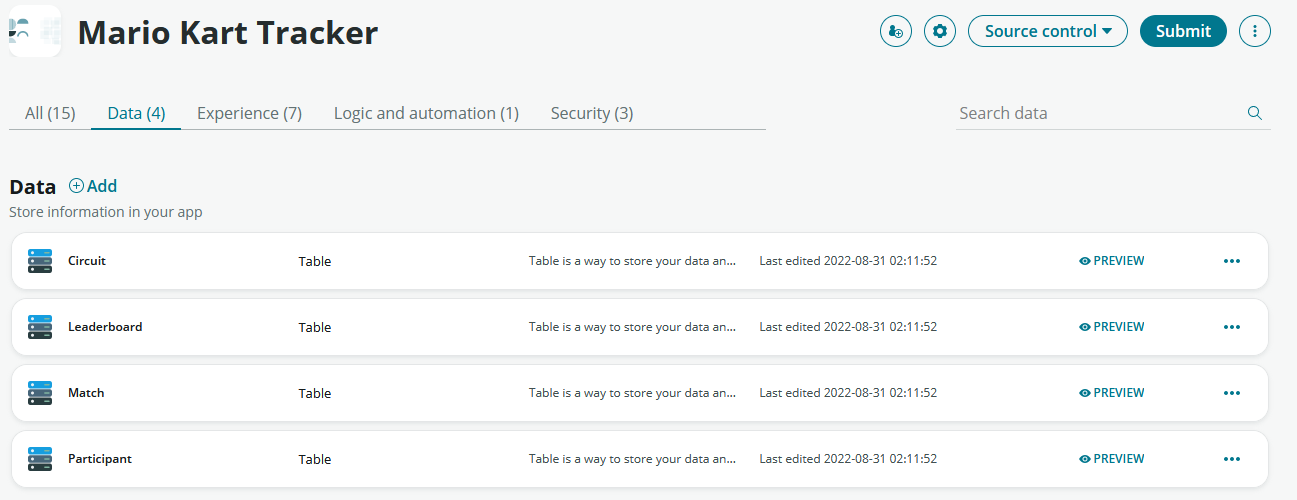 Mario Kart Tracker
Source control
Submit
All (15) Data (4) Experience (7) Logic and automation (1) Security (3)
Search data
Data Add
Store information in your app
Circuit Table Table is a way to store your data an... Last edited 2022-08-31 02:11:52 PREVIEW
Leaderboard Table Table is a way to store your data an... Last edited 2022-08-31 02:11:52 PREVIEW
Match Table Table is a way to store your data an... Last edited 2022-08-31 02:11:52 PREVIEW
Participant Table Table is a way to store your data an... Last edited 2022-08-31 02:11:52 PREVIEW